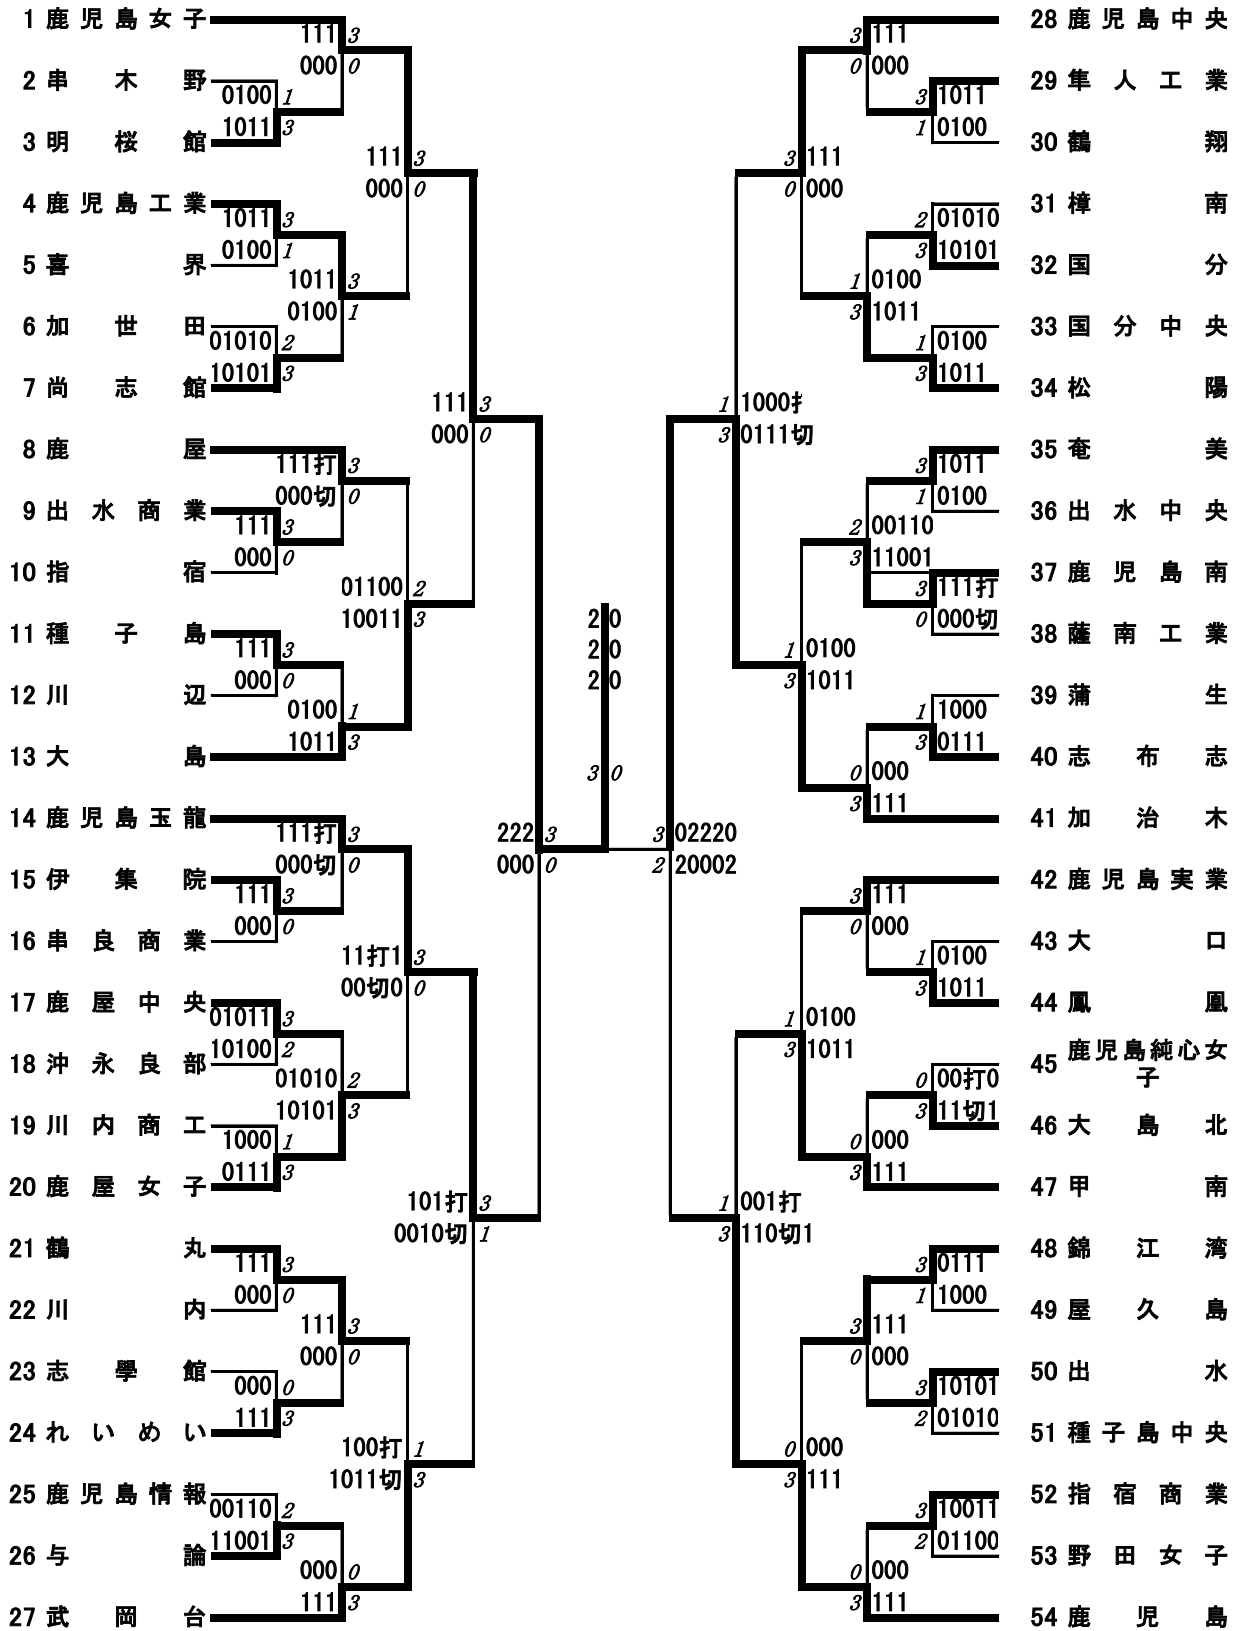 1 鹿児島女子
111 3
000 0
2 串木野
0100 1
1011 3
3 明桜館
111 3
000 0
4 鹿児島工業
1011 3
0100 1
5 喜界
1011 3
0100 1
6 加世田
01010 2
10101 3
7 尚志館
111 3
000 0
8 鹿屋
111打 3
000切 0
9 出水商業
111 3
000 0
10 指宿
01100 2
10011 3
11 種子島
111 3
000 0
12 川辺
0100 1
1011 3
13 大島
14 鹿児島玉龍
111打 3
000切 0
222 3
000 0
15 伊集院
111 3
000 0
16 串良商業
11打1 3
00切0 0
17 鹿屋中央
01011 3
10100 2
18 沖永良部
01010 2
10101 3
19 川内商工
1000 1
0111 3
20 鹿屋女子
101打 3
0010切 1
21 鶴丸
111 3
000 0
22 川内
111 3
000 0
23 志學館
000 0
111 3
24 れいめい
100打 1
1011切 3
25 鹿児島情報
00110 2
11001 3
26 与論
000 0
111 3
27 武岡台
2 0
2 0
2 0
3 0
28 鹿児島中央
3 111
0 000
29 隼人工業
3 1011
1 0100
30 鶴翔
3 111
0 000
31 樟南
2 01010
3 10101
32 国分
1 0100
3 1011
33 国分中央
1 0100
3 1011
34 松陽
1 1000打
3 0111切
35 奄美
3 1011
1 0100
36 出水中央
2 00110
3 11001
37 鹿児島南
3 111打
0 000切
38 薩南工業
1 0100
3 1011
39 蒲生
1 1000
3 0111
40 志布志
0 000
3 111
41 加治木
3 02220
2 20002
42 鹿児島実業
3 111
0 000
43 大口
1 0100
3 1011
44 鳳凰
1 0100
3 1011
45 鹿児島純心女子
0 00打0
3 11切1
46 大島北
0 000
3 111
47 甲南
1 001打
3 110切1
48 錦江湾
3 0111
1 1000
49 屋久島
3 111
0 000
50 出水
3 10101
2 01010
51 種子島中央
0 000
3 111
52 指宿商業
3 10011
2 01100
53 野田女子
0 000
3 111
54 鹿児島